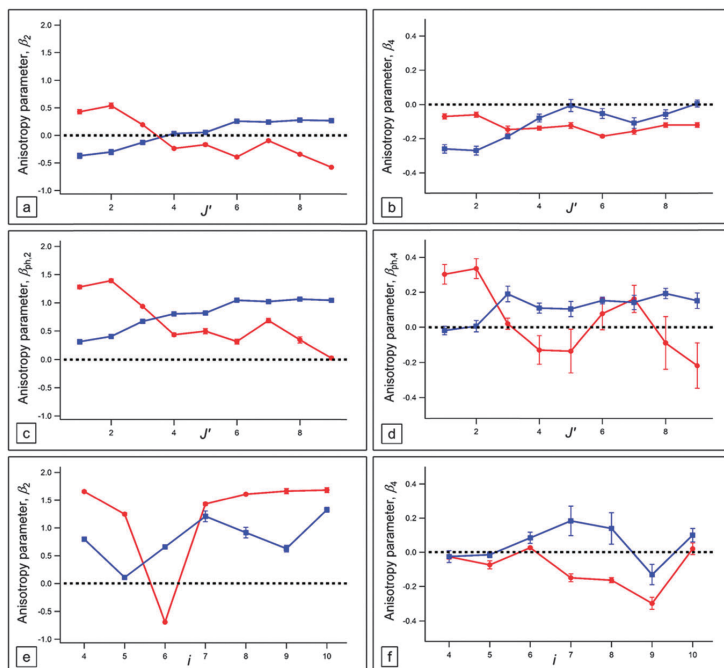 Anisotropy parameter, β2
2.0
1.5
1.0
0.5
0.0
-0.5
-1.0
2 4 6 8
a
J'
Anisotropy parameter, β4
0.4
0.2
0.0
-0.2
-0.4
2 4 6 8
b
J'
Anisotropy parameter, βph,2
2.0
1.5
1.0
0.5
0.0
-0.5
-1.0
2 4 6 8
c
J'
Anisotropy parameter, βph,4
0.4
0.2
0.0
-0.2
-0.4
2 4 6 8
d
J'
Anisotropy parameter, β2
2.0
1.5
1.0
0.5
0.0
-0.5
-1.0
4 5 6 7 8 9 10
e
i
Anisotropy parameter, β4
0.4
0.2
0.0
-0.2
-0.4
4 5 6 7 8 9 10
f
i